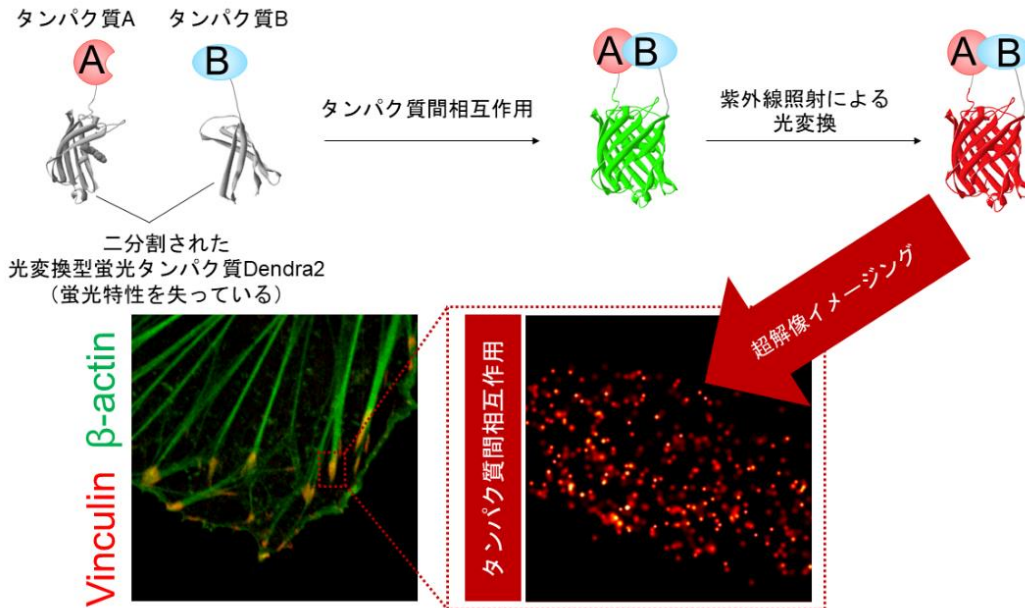 タンパク質A
タンパク質B
A
B
タンパク質間相互作用
A B
紫外線照射による
光変換
A B
二分割された
光変換型蛍光タンパク質Dendra2
（蛍光特性を失っている）
超解像イメージング
Vinculin β-actin
タンパク質間相互作用